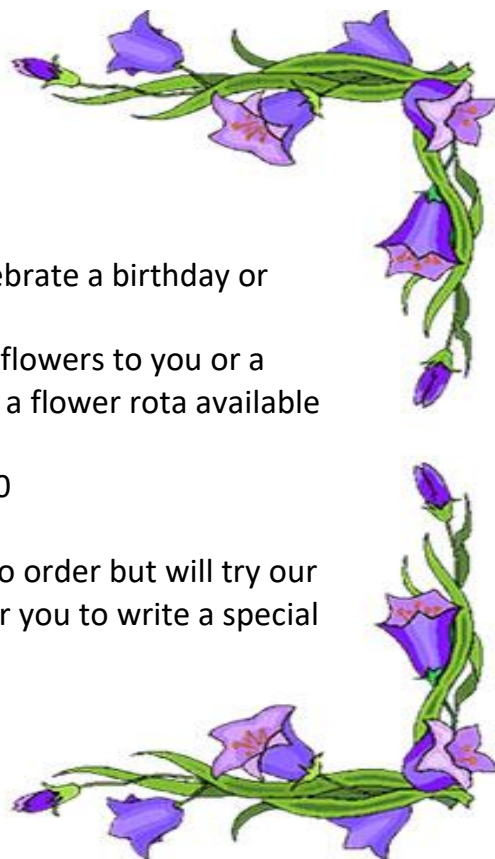 ebrate a birthday or
flowers to you or a
a flower rota available
0
o order but will try our
r you to write a special